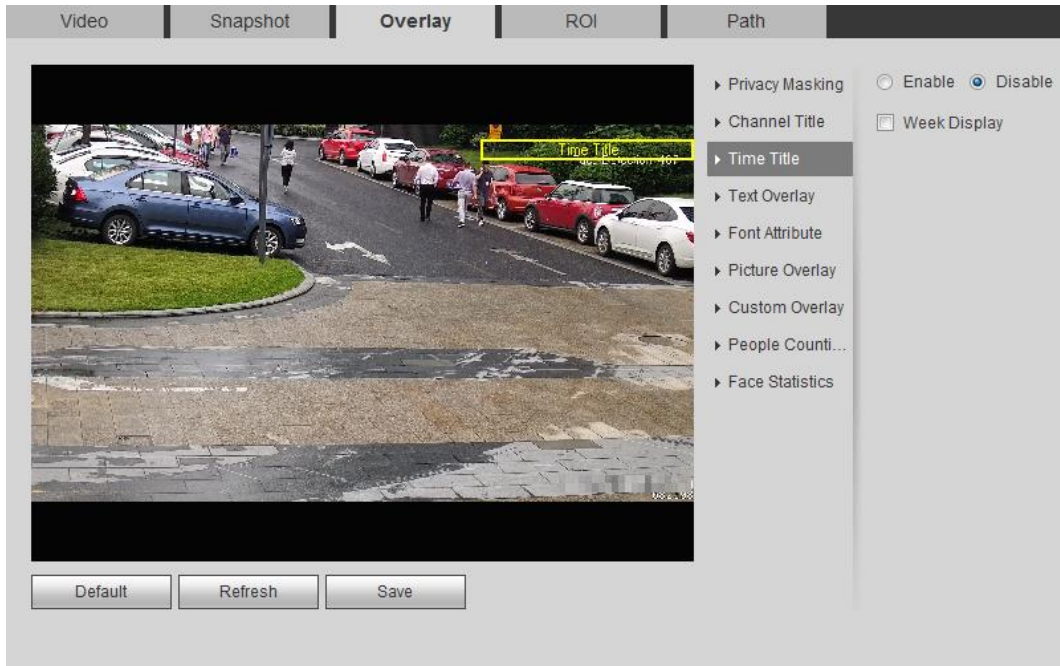 Video Snapshot Overlay ROI Path
Privacy Masking
Enable Disable
Channel Title
Week Display
Time Title
Time Title
Text Overlay
Font Attribute
Picture Overlay
Custom Overlay
People Counti...
Face Statistics
Default Refresh Save